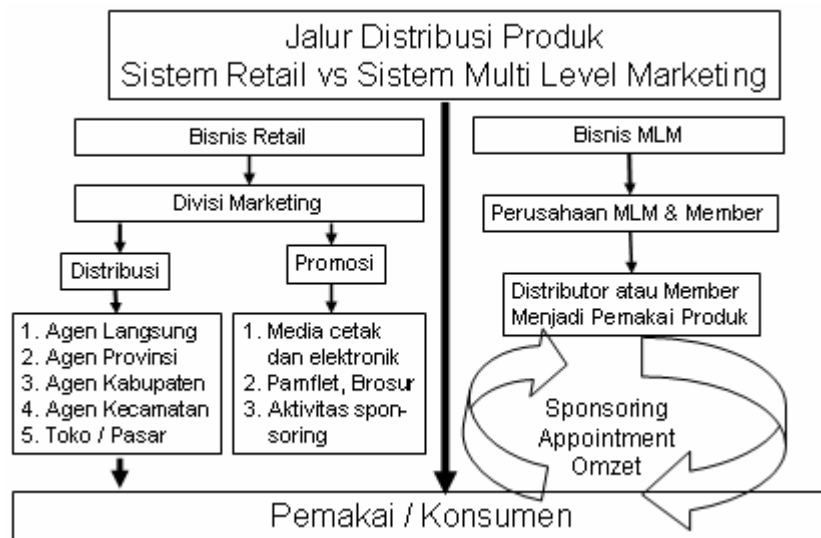 Jalur Distribusi Produk
Sistem Retail vs Sistem Multi Level Marketing
Bisnis Retail
Divisi Marketing
Distribusi
Promosi
1. Agen Langsung
2. Agen Provinsi
3. Agen Kabupaten
4. Agen Kecamatan
5. Toko / Pasar
1. Media cetak
dan elektronik
2. Pamflet, Brosur
3. Aktivitas spon-
soring
Bisnis MLM
Perusahaan MLM & Member
Distributor atau Member
Menjadi Pemakai Produk
Sponsoring
Appointment
Omzet
Pemakai / Konsumen